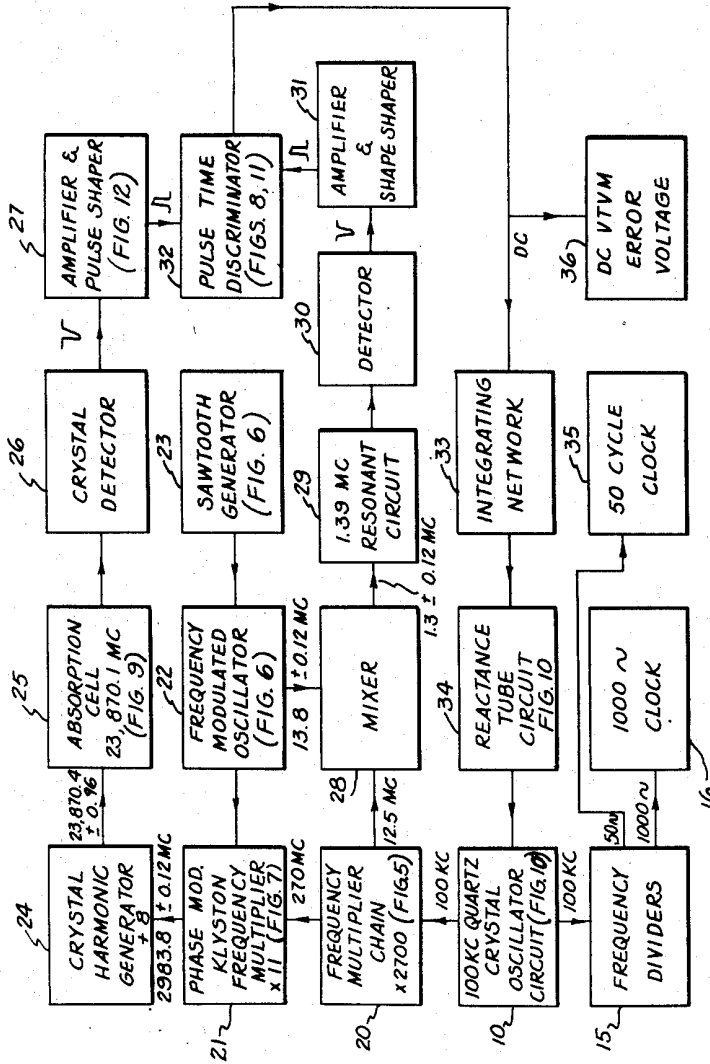 24
CRYSTAL
HARMONIC
GENERATOR
+ 8
23,870.4
± 0.96
25
ABSORPTION
CELL
23,870.1 MC
(FIG. 9)
26
CRYSTAL
DETECTOR
27
AMPLIFIER &
PULSE SHAPER
(FIG. 12)
2983.8 ± 0.12 MC
21
PHASE MOD.
KLYSTON
FREQUENCY
MULTIPLIER
x 11 (FIG. 7)
22
FREQUENCY
MODULATED
OSCILLATOR
(FIG. 6)
23
SAWTOOTH
GENERATOR
(FIG. 6)
32
PULSE TIME
DISCRIMINATOR
(FIGS. 8, 11)
270 MC
13.8 ± 0.12 MC
20
FREQUENCY
MULTIPLIER
CHAIN
x 2700 (FIG. 5)
12.5 MC
28
MIXER
1.3 ± 0.12 MC
29
1.39 MC
RESONANT
CIRCUIT
30
DETECTOR
31
AMPLIFIER
&
SHAPE SHAPER
100 KC
10
100 KC QUARTZ
CRYSTAL
OSCILLATOR
CIRCUIT (FIG. 10)
34
REACTANCE
TUBE
CIRCUIT
FIG. 10
33
INTEGRATING
NETWORK
DC
100 KC
15
FREQUENCY
DIVIDERS
50~
1000~
1000 ~
CLOCK
16
35
50 CYCLE
CLOCK
36
DC VTVM
ERROR
VOLTAGE